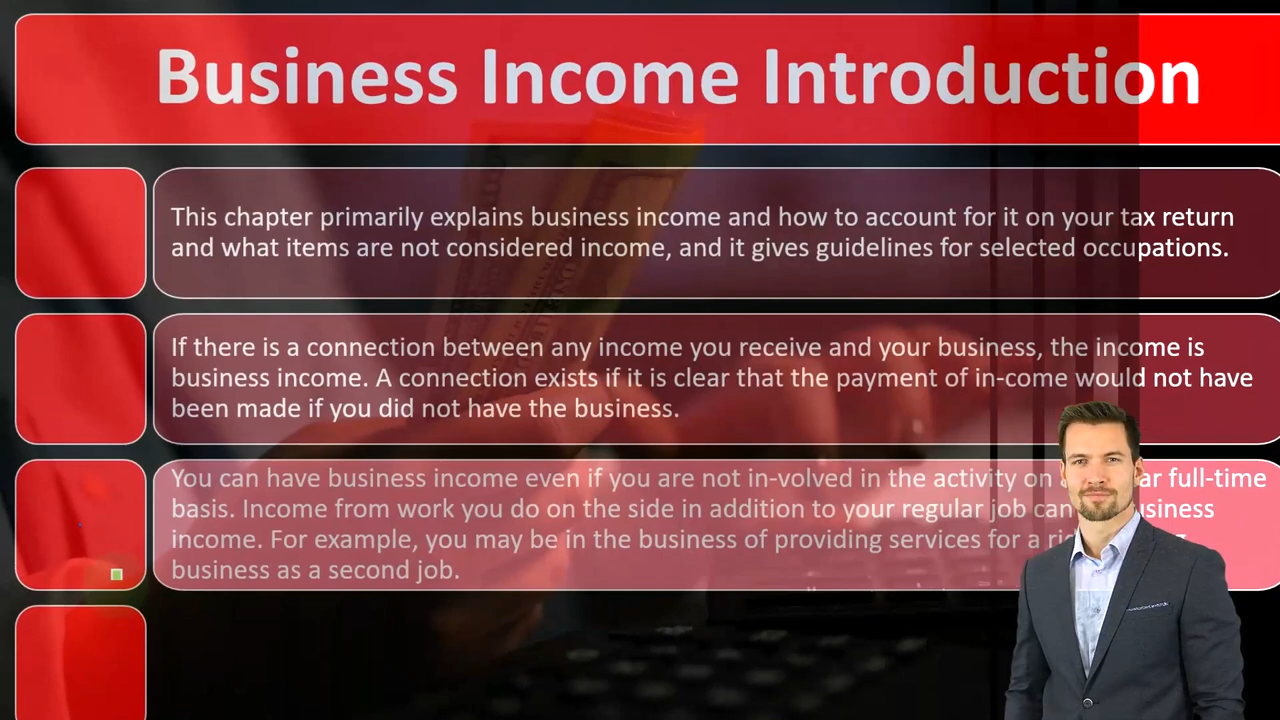 Business Income Introduction
This chapter primarily explains business income and how to account for it on your tax return
and what items are not considered income, and it gives guidelines for selected occupations.
If there is a connection between any income you receive and your business, the income is
business income. A connection exists if it is clear that the payment of in-come would not have
been made if you did not have the business.
You can have business income even if you are not in-volved in the activity on full-time
basis. Income from work you do on the side in addition to your regular job can
income. For example, you may be in the business of providing services for a
business as a second job.